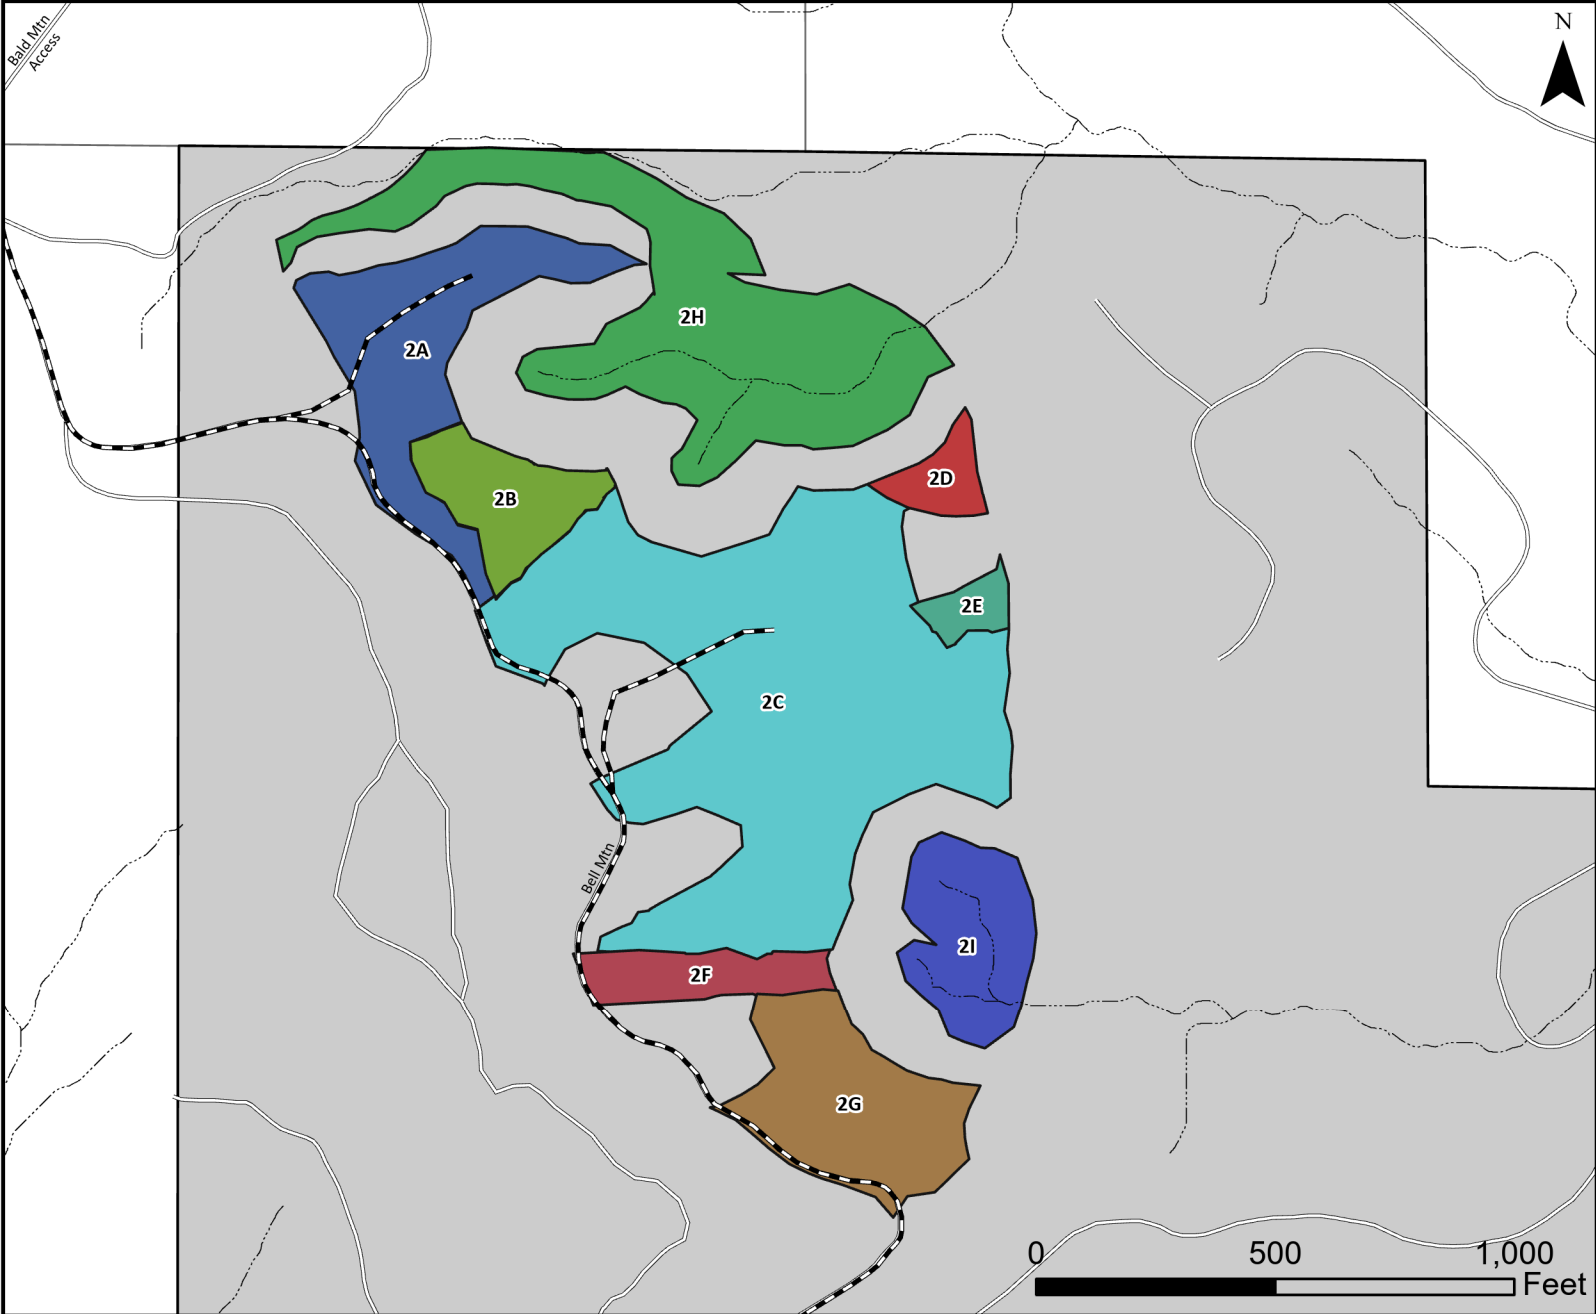 Bald Mtn
Access
N
2H
2A
2D
2B
2E
2C
Bell Mtn
2I
2F
2G
0 500 1,000
Feet